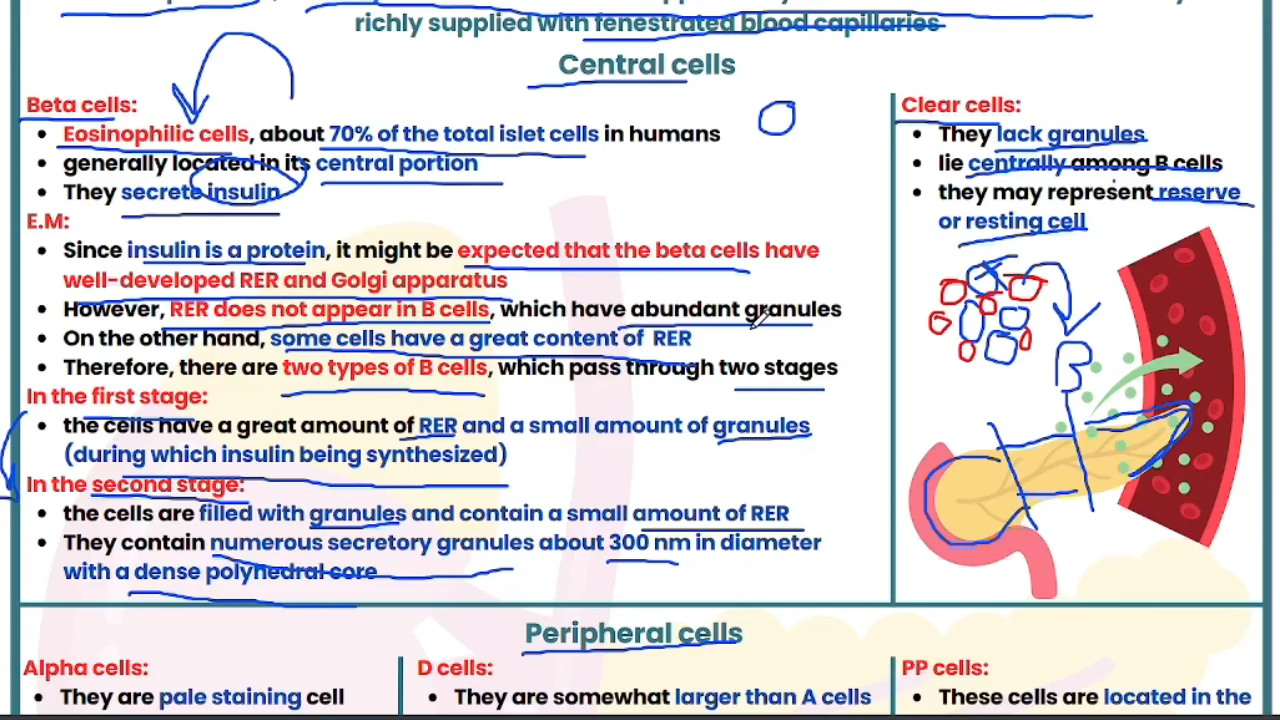 richly supplied with fenestrated blood capillaries
Central cells
Beta cells:
• Eosinophilic cells, about 70% of the total islet cells in humans
• generally located in its central portion
• They secrete insulin
E.M:
• Since insulin is a protein, it might be expected that the beta cells have
well-developed RER and Golgi apparatus
• However, RER does not appear in B cells, which have abundant granules
• On the other hand, some cells have a great content of RER
• Therefore, there are two types of B cells, which pass through two stages
In the first stage:
• the cells have a great amount of RER and a small amount of granules
(during which insulin being synthesized)
In the second stage:
• the cells are filled with granules and contain a small amount of RER
• They contain numerous secretory granules about 300 nm in diameter
with a dense polyhedral core
Clear cells:
• They lack granules
• lie centrally among B cells
• they may represent reserve
or resting cell
B
Peripheral cells
Alpha cells:
• They are pale staining cell
D cells:
• They are somewhat larger than A cells
PP cells:
• These cells are located in the